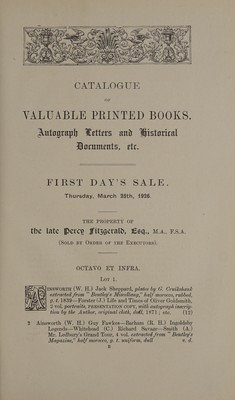 CATALOGUE
OF
VALUABLE PRINTED BOOKS,
Autograph Letters and Historical
Documents, etc.
FIRST DAY'S SALE.
Thursday, March 25th, 1926.
THE PROPERTY OF
the late Percy Fitzgerald, Esq., M.A., F.S.A.
(SOLD BY ORDER OF THE EXECUTORS).
OCTAVO ET INFRA.
LOT 1.
AINSWORTH (W. H.) Jack Sheppard, plates by G. Cruikshank
extracted from "Bentley's Miscellany," half morocco, rubbed,
s. l. 1839—Forster (J.) Life and Times of Oliver Goldsmith,
2 vol. portraits, PRESENTATION COPY, with autograph inscription
by the Author, original cloth, dull, 1871; etc. (12)
2 Ainsworth (W. H.) Guy Fawkes—Barham (R. H.) Ingoldsby
Legends—Whitehead (C.) Richard Savage—Smith (A.)
Mr. Ledbury's Grand Tour, 4 vol. extracted from "Bentley's
Magazine," half morocco, g. t. uniform, dull v. d.